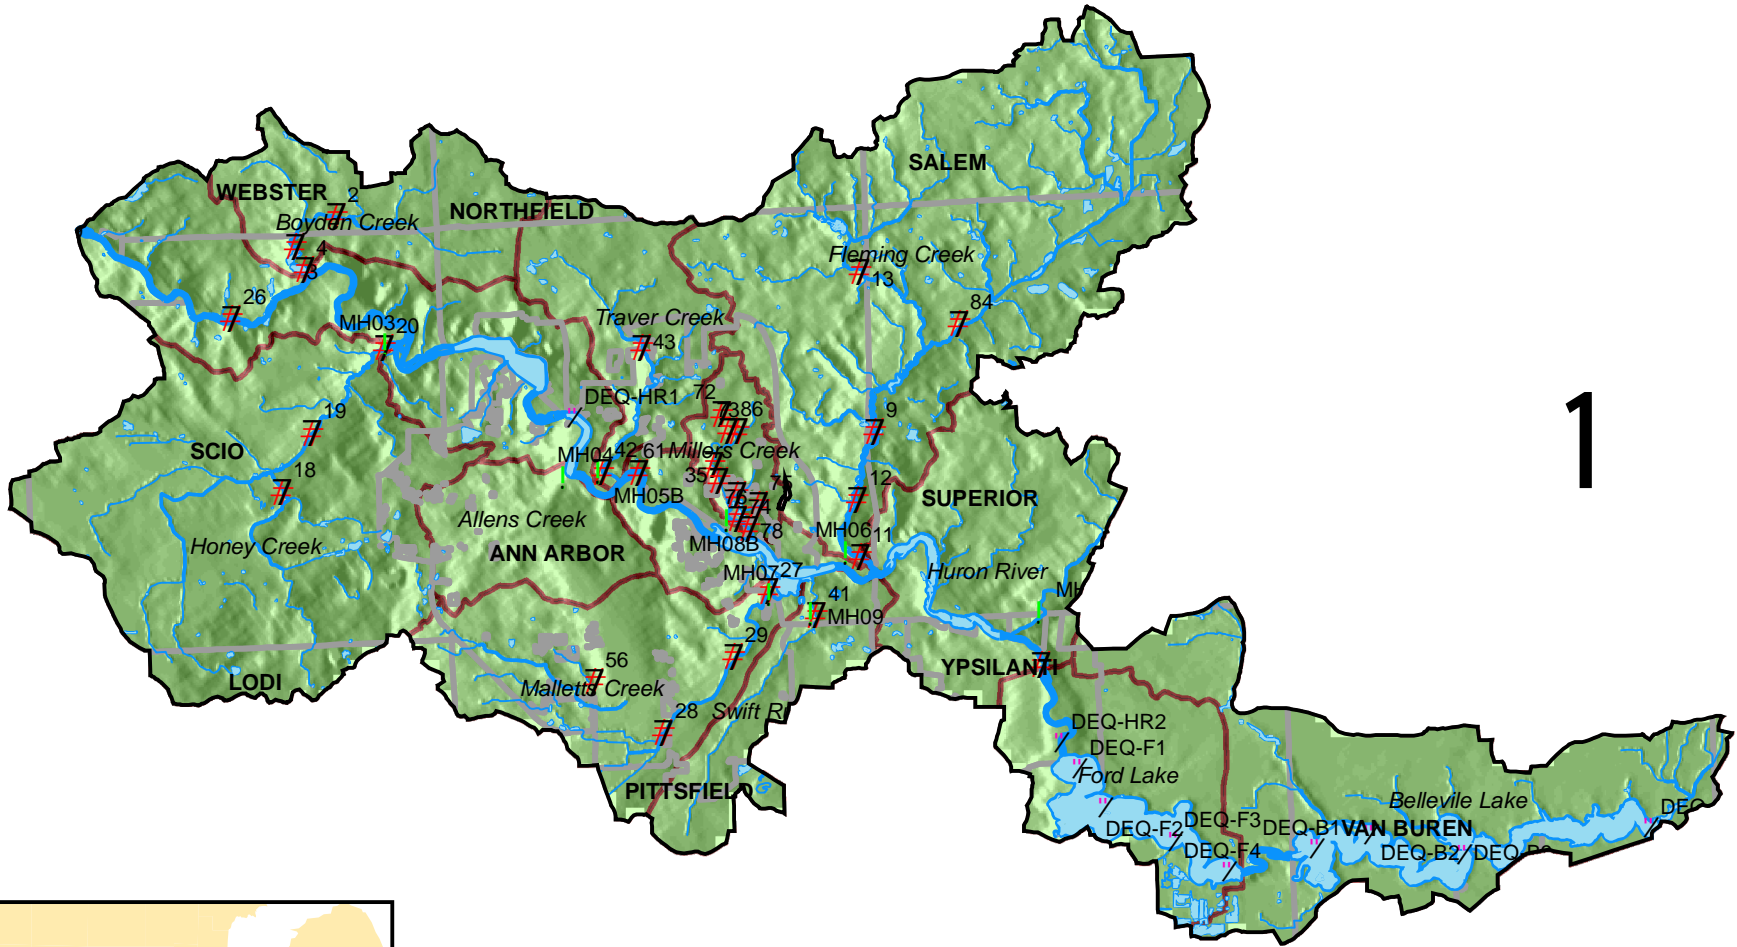 SALEM
WEBSTER
2
Boyden Creek
NORTHFIELD
4
3
Fleming Creek
13
26
84
MH03
20
Traver Creek
43
DEQ-HR1
72
386
9
19
SCIO
MH04
42
61
Millers Creek
18
35
MH05B
12
SUPERIOR
74
Allens Creek
78
MH06
11
Honey Creek
ANN ARBOR
MH08B
MH07
27
Huron River
41
MH09
29
56
YPSILANTI
LODI
Malletts Creek
28
Swift R
DEQ-HR2
DEQ-F1
PITTSFIELD
Ford Lake
Bellevile Lake
DEQ-F2
DEQ-F3
DEQ-B1
VAN BUREN
DEQ-F4
DEQ-B2
1